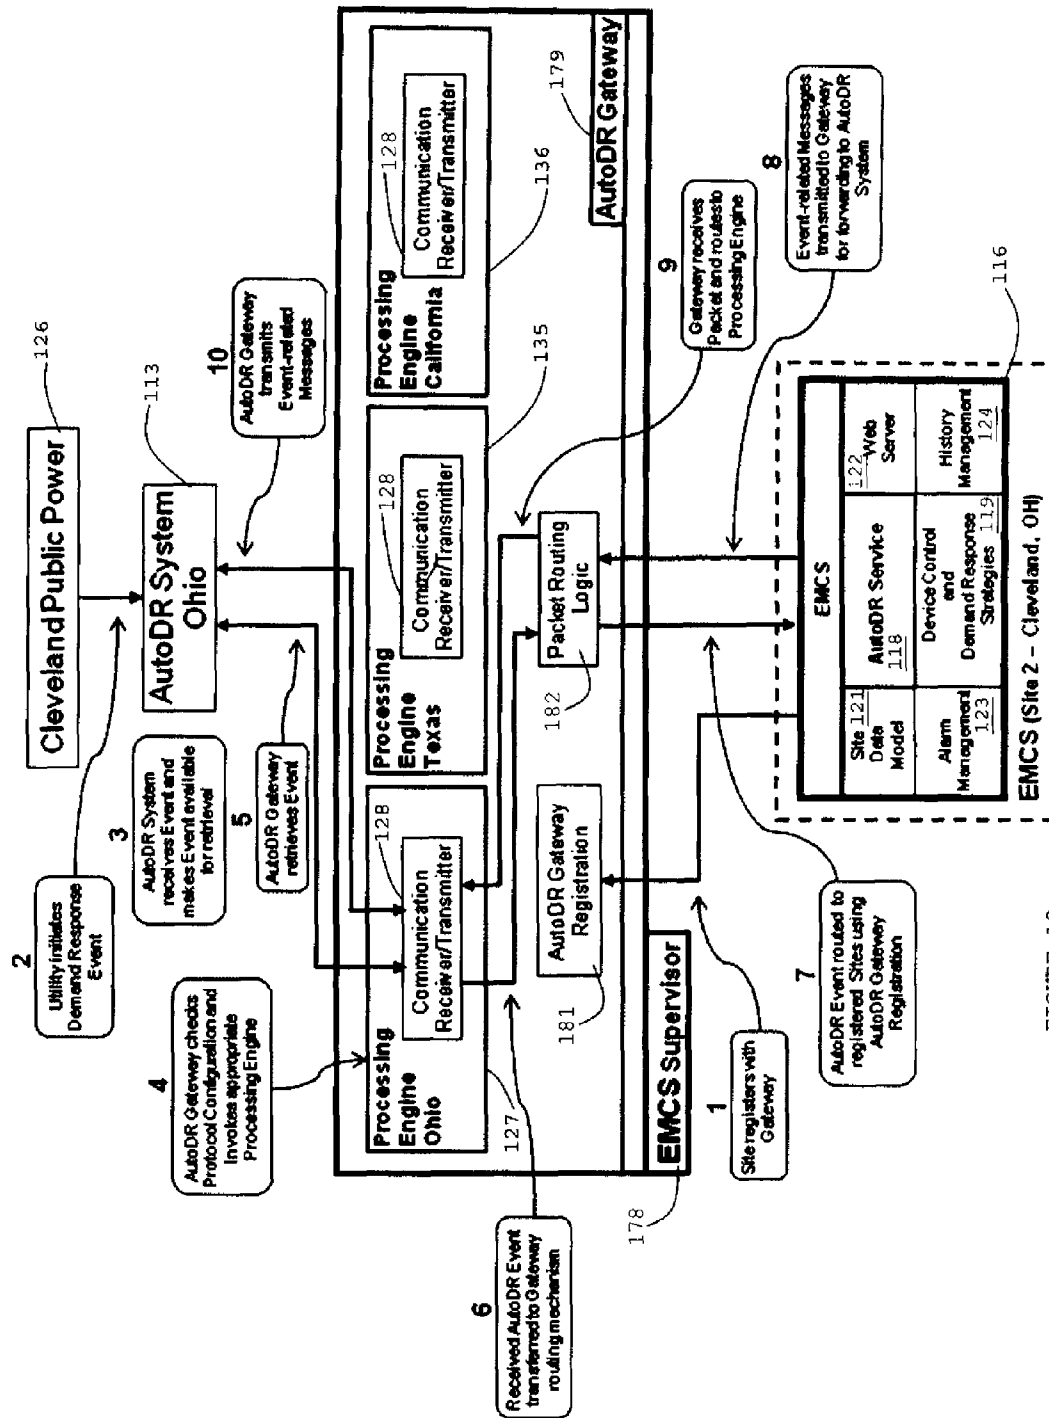 Cleveland Public Power
126
2
Utility initiates
Demand Response
Event
AutoDR System
Ohio
113
3
AutoDR System
receives Event and
makes Event available
for retrieval
10
AutoDR Gateway
transmits
Event-related
Messages
5
AutoDR Gateway
retrieves Event
4
AutoDR Gateway checks
Protocol Configuration and
Invokes appropriate
Processing Engine
Processing
Engine
Ohio
Communication
Receiver/Transmitter
128
127
Processing
Engine
Texas
Communication
Receiver/Transmitter
128
135
Processing
Engine
California
Communication
Receiver/Transmitter
128
136
AutoDR Gateway
Registration
181
Packet Routing
Logic
182
AutoDR Gateway
179
EMCS Supervisor
178
6
Received AutoDR Event
transferred to Gateway
routing mechanism
9
Gateway receives
Packet and routes to
Processing Engine
1
Site registers with
Gateway
7
AutoDR Event routed to
registered Sites using
AutoDR Gateway
Registration
8
Event-related Messages
transmitted to Gateway
for forwarding to AutoDR
System
EMCS
116
Site 121
Data
Model
AutoDR Service
118
122
Web
Server
Alarm
Management
123
Device Control
and
Demand Response
Strategies 119
History
Management
124
EMCS (Site 2 – Cleveland, OH)